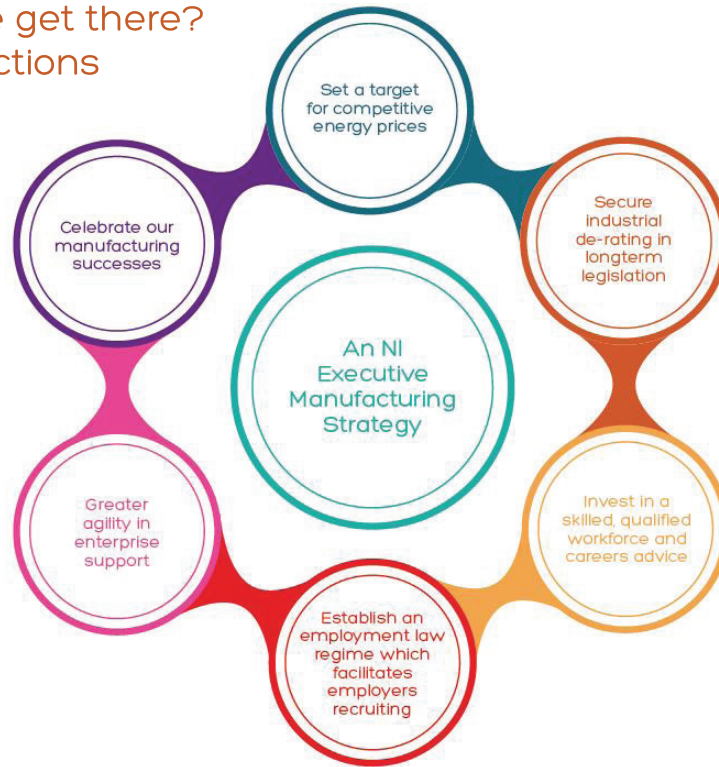 get there?
Set a target
for competitive
energy prices
Secure
industrial
de-rating in
longterm
legislation
Invest in a
skilled, qualified
workforce and
careers advice
Establish an
employment law
regime which
facilitates
employers
recruiting
Greater
agility in
enterprise
support
Celebrate our
manufacturing
successes
An NI
Executive
Manufacturing
Strategy